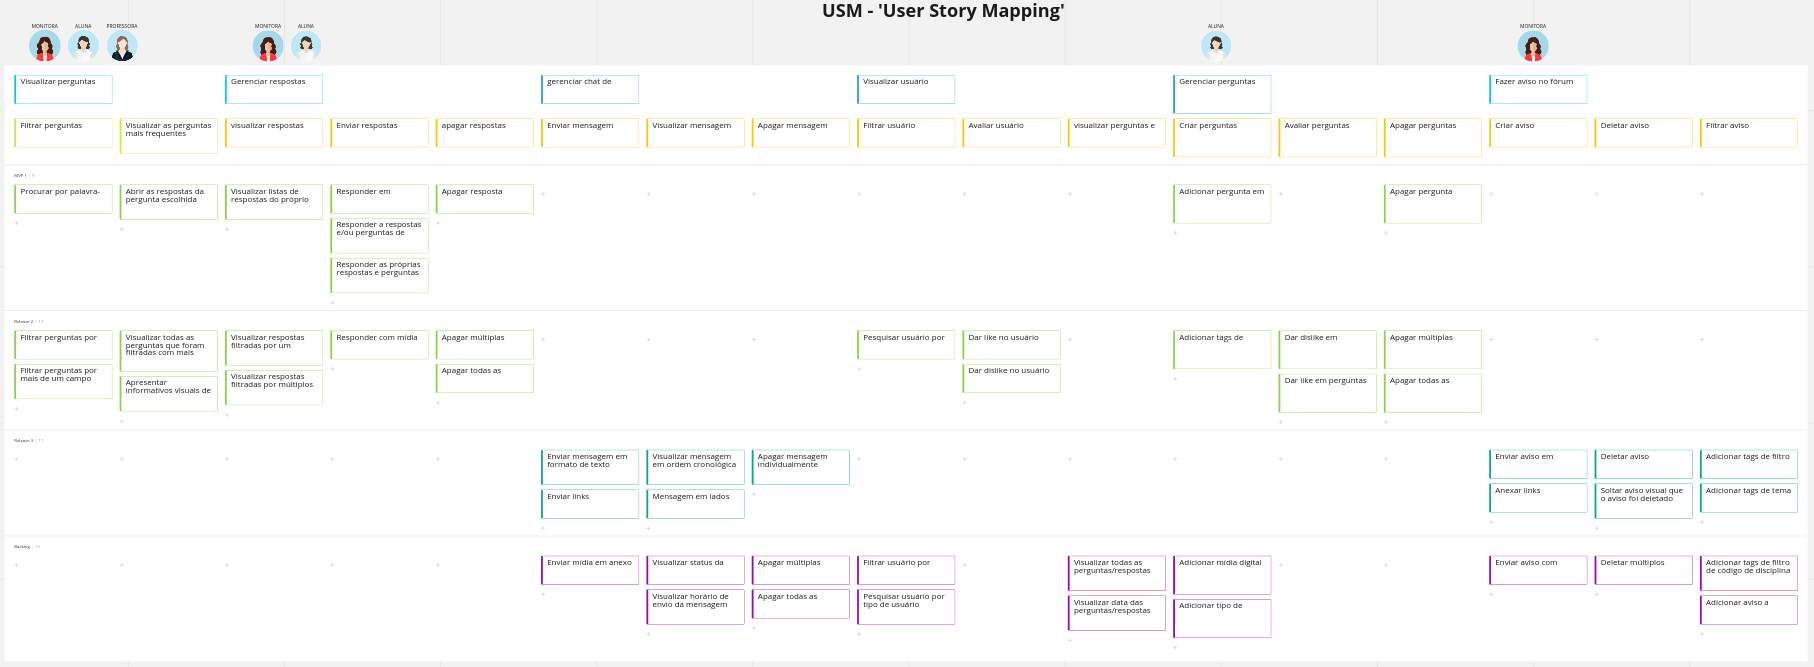 USM - 'User Story Mapping'
MONITORA
ALUNA
PROFESSORA
MONITORA
ALUNA
ALUNA
MONITORA
Visualizar perguntas
Gerenciar respostas
gerenciar chat de
Visualizar usuário
Gerenciar perguntas
Fazer aviso no fórum
Filtrar perguntas
Visualizar as perguntas
mais frequentes
visualizar respostas
Enviar respostas
apagar respostas
Enviar mensagem
Visualizar mensagem
Apagar mensagem
Filtrar usuário
Avaliar usuário
visualizar perguntas e
Criar perguntas
Avaliar perguntas
Apagar perguntas
Criar aviso
Deletar aviso
Filtrar aviso
MVP 1
Procurar por palavra-
Abrir as respostas da
pergunta escolhida
Visualizar listas de
respostas do próprio
Responder em
Responder a respostas
e/ou perguntas de
Responder as próprias
respostas e perguntas
Apagar resposta
Adicionar pergunta em
Apagar pergunta
Release 2
Filtrar perguntas por
Filtrar perguntas por
mais de um campo
Visualizar todas as
perguntas que foram
filtradas com mais
Apresentar
informativos visuais de
Visualizar respostas
filtradas por um
Visualizar respostas
filtradas por múltiplos
Responder com mídia
Apagar múltiplas
Apagar todas as
Pesquisar usuário por
Dar like no usuário
Dar dislike no usuário
Adicionar tags de
Dar dislike em
Dar like em perguntas
Apagar múltiplas
Apagar todas as
Release 3
Enviar mensagem em
formato de texto
Enviar links
Visualizar mensagem
em ordem cronológica
Mensagem em lados
Apagar mensagem
individualmente
Enviar aviso em
Anexar links
Deletar aviso
Soltar aviso visual que
o aviso foi deletado
Adicionar tags de filtro
Adicionar tags de tema
Backlog
Enviar mídia em anexo
Visualizar status da
Visualizar horário de
envio da mensagem
Apagar múltiplas
Apagar todas as
Filtrar usuário por
Pesquisar usuário por
tipo de usuário
Visualizar todas as
perguntas/respostas
Visualizar data das
perguntas/respostas
Adicionar mídia digital
Adicionar tipo de
Enviar aviso com
Deletar múltiplos
Adicionar tags de filtro
de código de disciplina
Adicionar aviso a